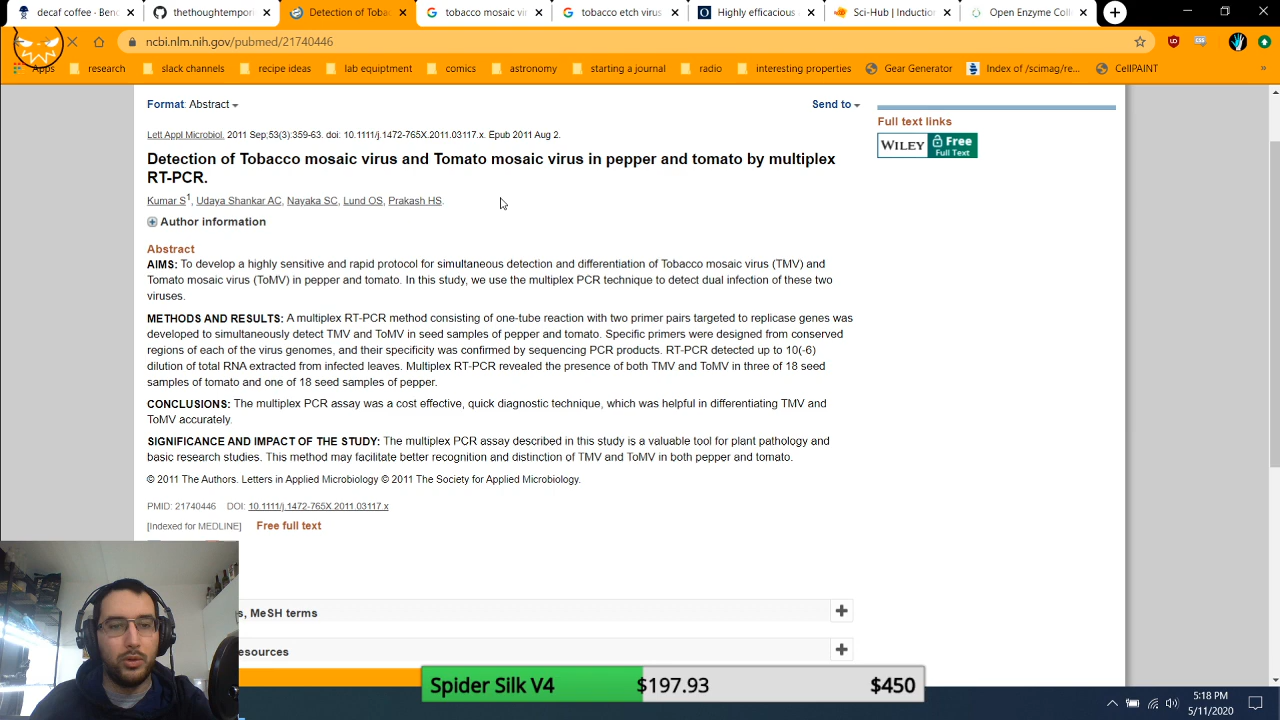 decaf coffee - Benc
thethoughtempori
Detection of Tobac
tobacco mosaic vir
tobacco etch virus
Highly efficacious
Sci-Hub | Induction
Open Enzyme Coll
ncbi.nlm.nih.gov/pubmed/21740446
Apps
research
slack channels
recipe ideas
lab equiptment
comics
astronomy
starting a journal
radio
interesting properties
Gear Generator
Index of /scimag/re...
CellPAINT
Format: Abstract
Send to
Full text links
WILEY Free Full Text
Lett Appl Microbiol. 2011 Sep;53(3):359-63. doi: 10.1111/j.1472-765X.2011.03117.x. Epub 2011 Aug 2.
Detection of Tobacco mosaic virus and Tomato mosaic virus in pepper and tomato by multiplex
RT-PCR.
Kumar S1, Udaya Shankar AC, Nayaka SC, Lund OS, Prakash HS.
Author information
Abstract
AIMS: To develop a highly sensitive and rapid protocol for simultaneous detection and differentiation of Tobacco mosaic virus (TMV) and
Tomato mosaic virus (ToMV) in pepper and tomato. In this study, we use the multiplex PCR technique to detect dual infection of these two
viruses.
METHODS AND RESULTS: A multiplex RT-PCR method consisting of one-tube reaction with two primer pairs targeted to replicase genes was
developed to simultaneously detect TMV and ToMV in seed samples of pepper and tomato. Specific primers were designed from conserved
regions of each of the virus genomes, and their specificity was confirmed by sequencing PCR products. RT-PCR detected up to 10(-6)
dilution of total RNA extracted from infected leaves. Multiplex RT-PCR revealed the presence of both TMV and ToMV in three of 18 seed
samples of tomato and one of 18 seed samples of pepper.
CONCLUSIONS: The multiplex PCR assay was a cost effective, quick diagnostic technique, which was helpful in differentiating TMV and
ToMV accurately.
SIGNIFICANCE AND IMPACT OF THE STUDY: The multiplex PCR assay described in this study is a valuable tool for plant pathology and
basic research studies. This method may facilitate better recognition and distinction of TMV and ToMV in both pepper and tomato.
© 2011 The Authors. Letters in Applied Microbiology © 2011 The Society for Applied Microbiology.
PMID: 21740446 DOI: 10.1111/j.1472-765X.2011.03117.x
[Indexed for MEDLINE] Free full text
s, MeSH terms
esources
Spider Silk V4 $197.93 $450
5:18 PM
5/11/2020